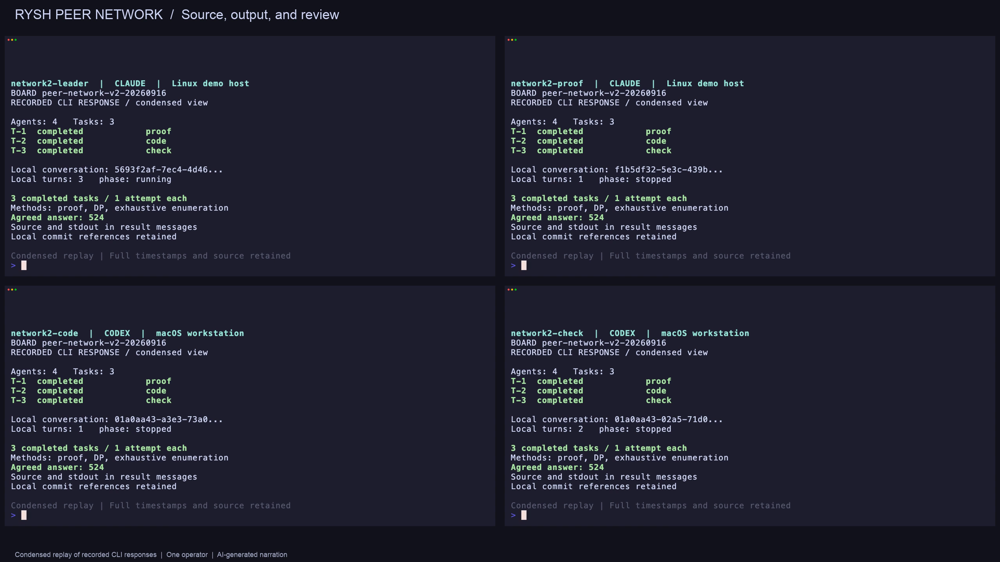 RYSH PEER NETWORK / Source, output, and review
network2-leader | CLAUDE | Linux demo host
BOARD peer-network-v2-20260916
RECORDED CLI RESPONSE / condensed view
Agents: 4 Tasks: 3
T-1 completed proof
T-2 completed code
T-3 completed check
Local conversation: 5693f2af-7ec4-4d46...
Local turns: 3 phase: running
3 completed tasks / 1 attempt each
Methods: proof, DP, exhaustive enumeration
Agreed answer: 524
Source and stdout in result messages
Local commit references retained
Condensed replay | Full timestamps and source retained
>
network2-proof | CLAUDE | Linux demo host
BOARD peer-network-v2-20260916
RECORDED CLI RESPONSE / condensed view
Agents: 4 Tasks: 3
T-1 completed proof
T-2 completed code
T-3 completed check
Local conversation: f1b5df32-5e3c-439b...
Local turns: 1 phase: stopped
3 completed tasks / 1 attempt each
Methods: proof, DP, exhaustive enumeration
Agreed answer: 524
Source and stdout in result messages
Local commit references retained
Condensed replay | Full timestamps and source retained
>
network2-code | CODEX | macOS workstation
BOARD peer-network-v2-20260916
RECORDED CLI RESPONSE / condensed view
Agents: 4 Tasks: 3
T-1 completed proof
T-2 completed code
T-3 completed check
Local conversation: 01a0aa43-a3e3-73a0...
Local turns: 1 phase: stopped
3 completed tasks / 1 attempt each
Methods: proof, DP, exhaustive enumeration
Agreed answer: 524
Source and stdout in result messages
Local commit references retained
Condensed replay | Full timestamps and source retained
>
network2-check | CODEX | macOS workstation
BOARD peer-network-v2-20260916
RECORDED CLI RESPONSE / condensed view
Agents: 4 Tasks: 3
T-1 completed proof
T-2 completed code
T-3 completed check
Local conversation: 01a0aa43-02a5-71d0...
Local turns: 2 phase: stopped
3 completed tasks / 1 attempt each
Methods: proof, DP, exhaustive enumeration
Agreed answer: 524
Source and stdout in result messages
Local commit references retained
Condensed replay | Full timestamps and source retained
>
Condensed replay of recorded CLI responses | One operator | AI-generated narration